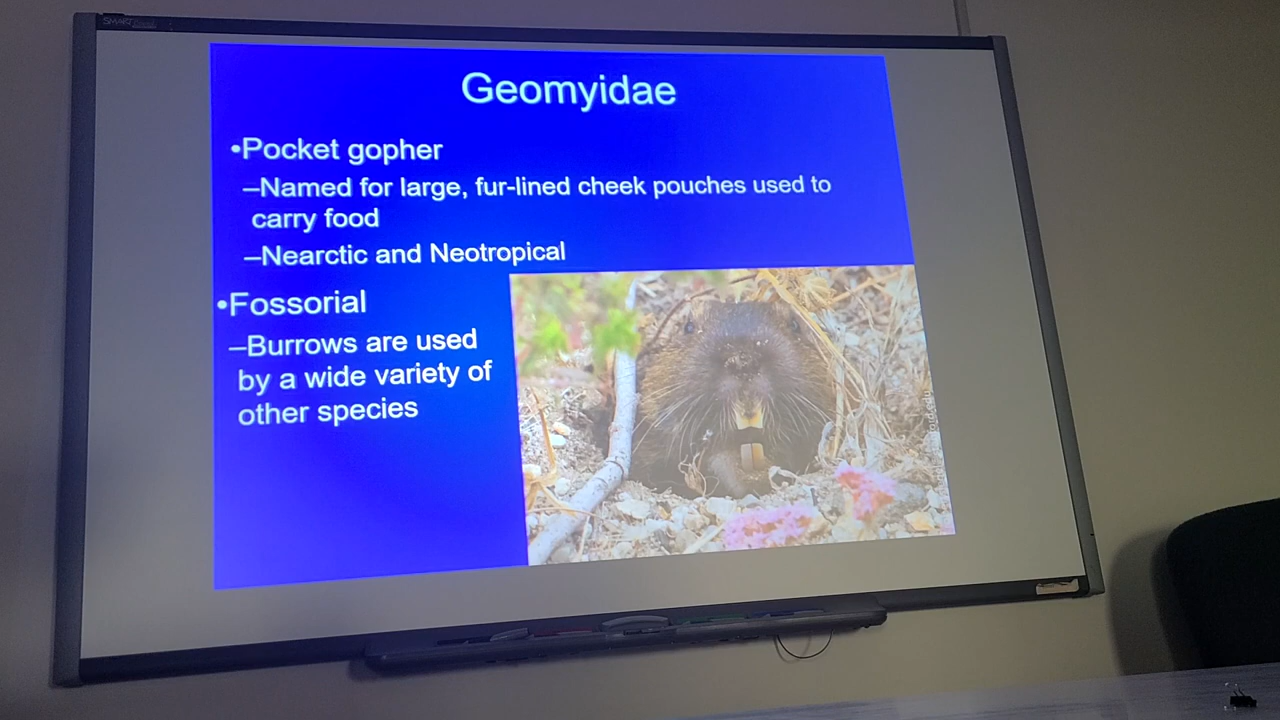 SMART
Geomyidae
•Pocket gopher
–Named for large, fur-lined cheek pouches used to
carry food
–Nearctic and Neotropical
•Fossorial
–Burrows are used
by a wide variety of
other species